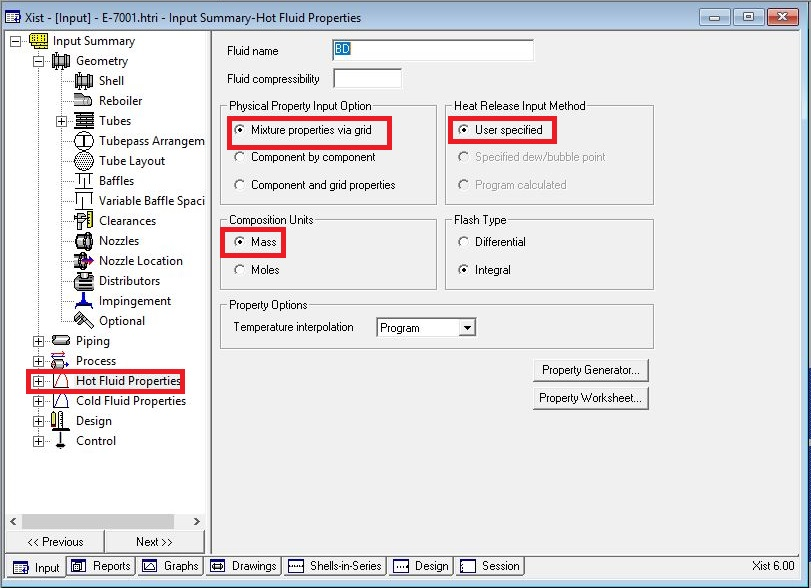 Xist - [Input] - E-7001.htri - Input Summary-Hot Fluid Properties
Input Summary
Geometry
Shell
Reboiler
Tubes
Tubepass Arrangem
Tube Layout
Baffles
Variable Baffle Spaci
Clearances
Nozzles
Nozzle Location
Distributors
Impingement
Optional
Piping
Process
Hot Fluid Properties
Cold Fluid Properties
Design
Control
<< Previous
Next >>
Fluid name
BD
Fluid compressibility
Physical Property Input Option
Mixture properties via grid
Component by component
Component and grid properties
Heat Release Input Method
User specified
Specified dew/bubble point
Program calculated
Composition Units
Mass
Moles
Flash Type
Differential
Integral
Property Options
Temperature interpolation
Program
Property Generator...
Property Worksheet...
Input
Reports
Graphs
Drawings
Shells-in-Series
Design
Session
Xist 6.00